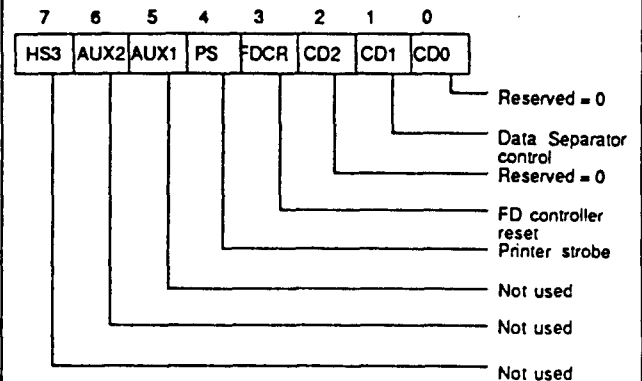 7 6 5 4 3 2 1 0
HS3 AUX2 AUX1 PS FDCR CD2 CD1 CD0
Reserved = 0
Data Separator
control
Reserved = 0
FD controller
reset
Printer strobe
Not used
Not used
Not used